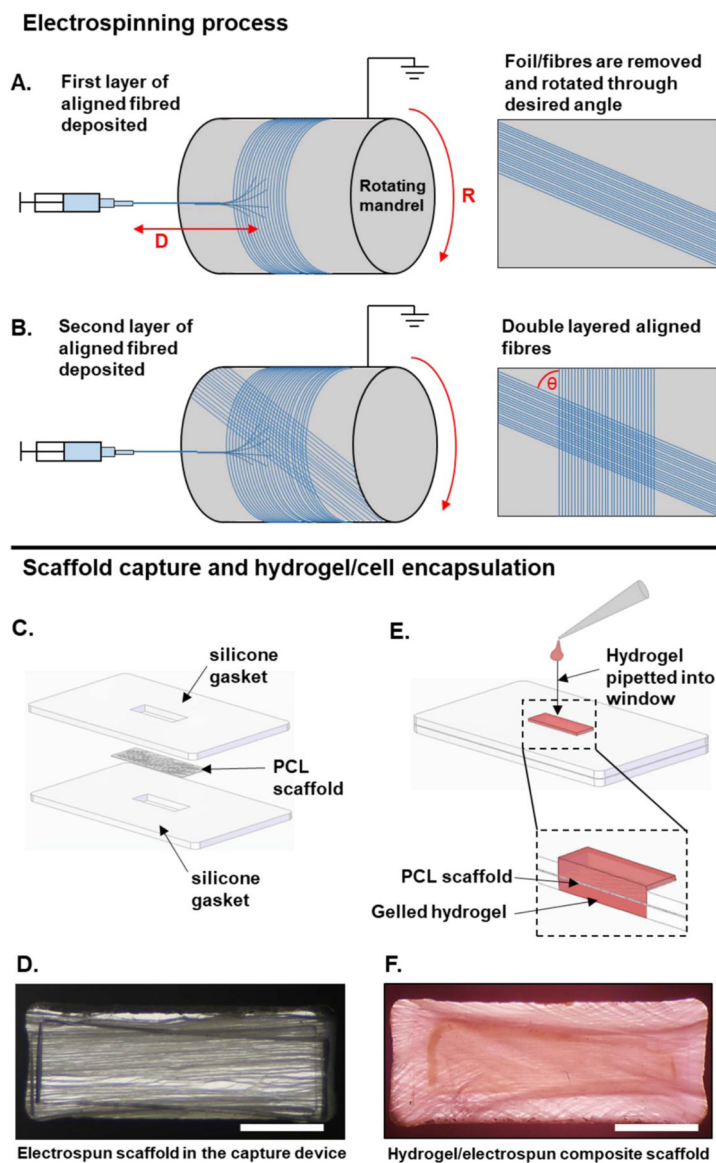 Electrospinning process
A.
First layer of
aligned fibred
deposited
D
Rotating
mandrel
R
Foil/fibres are removed
and rotated through
desired angle
B.
Second layer of
aligned fibred
deposited
Double layered aligned
fibres
θ
Scaffold capture and hydrogel/cell encapsulation
C.
silicone
gasket
PCL
scaffold
silicone
gasket
E.
Hydrogel
pipetted into
window
PCL scaffold
Gelled hydrogel
D.
Electrospun scaffold in the capture device
F.
Hydrogel/electrospun composite scaffold